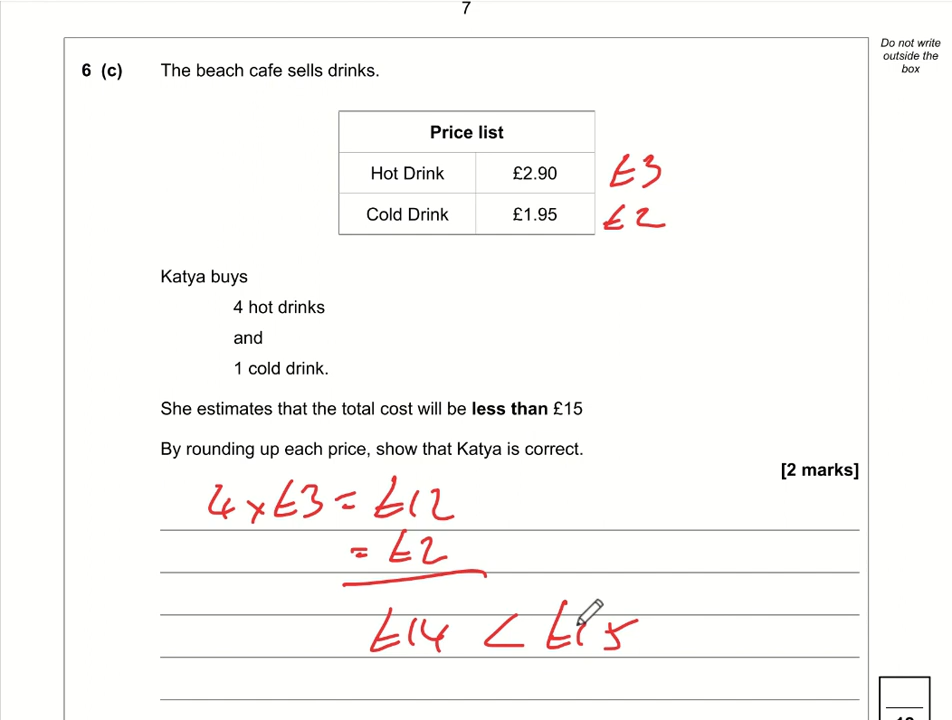 7
Do not write
outside the
box
6 (c) The beach cafe sells drinks.
Price list
Hot Drink £2.90 £3
Cold Drink £1.95 £2
Katya buys
4 hot drinks
and
1 cold drink.
She estimates that the total cost will be less than £15
By rounding up each price, show that Katya is correct.
[2 marks]
4 x £3 = £12
= £2
£14 < £15